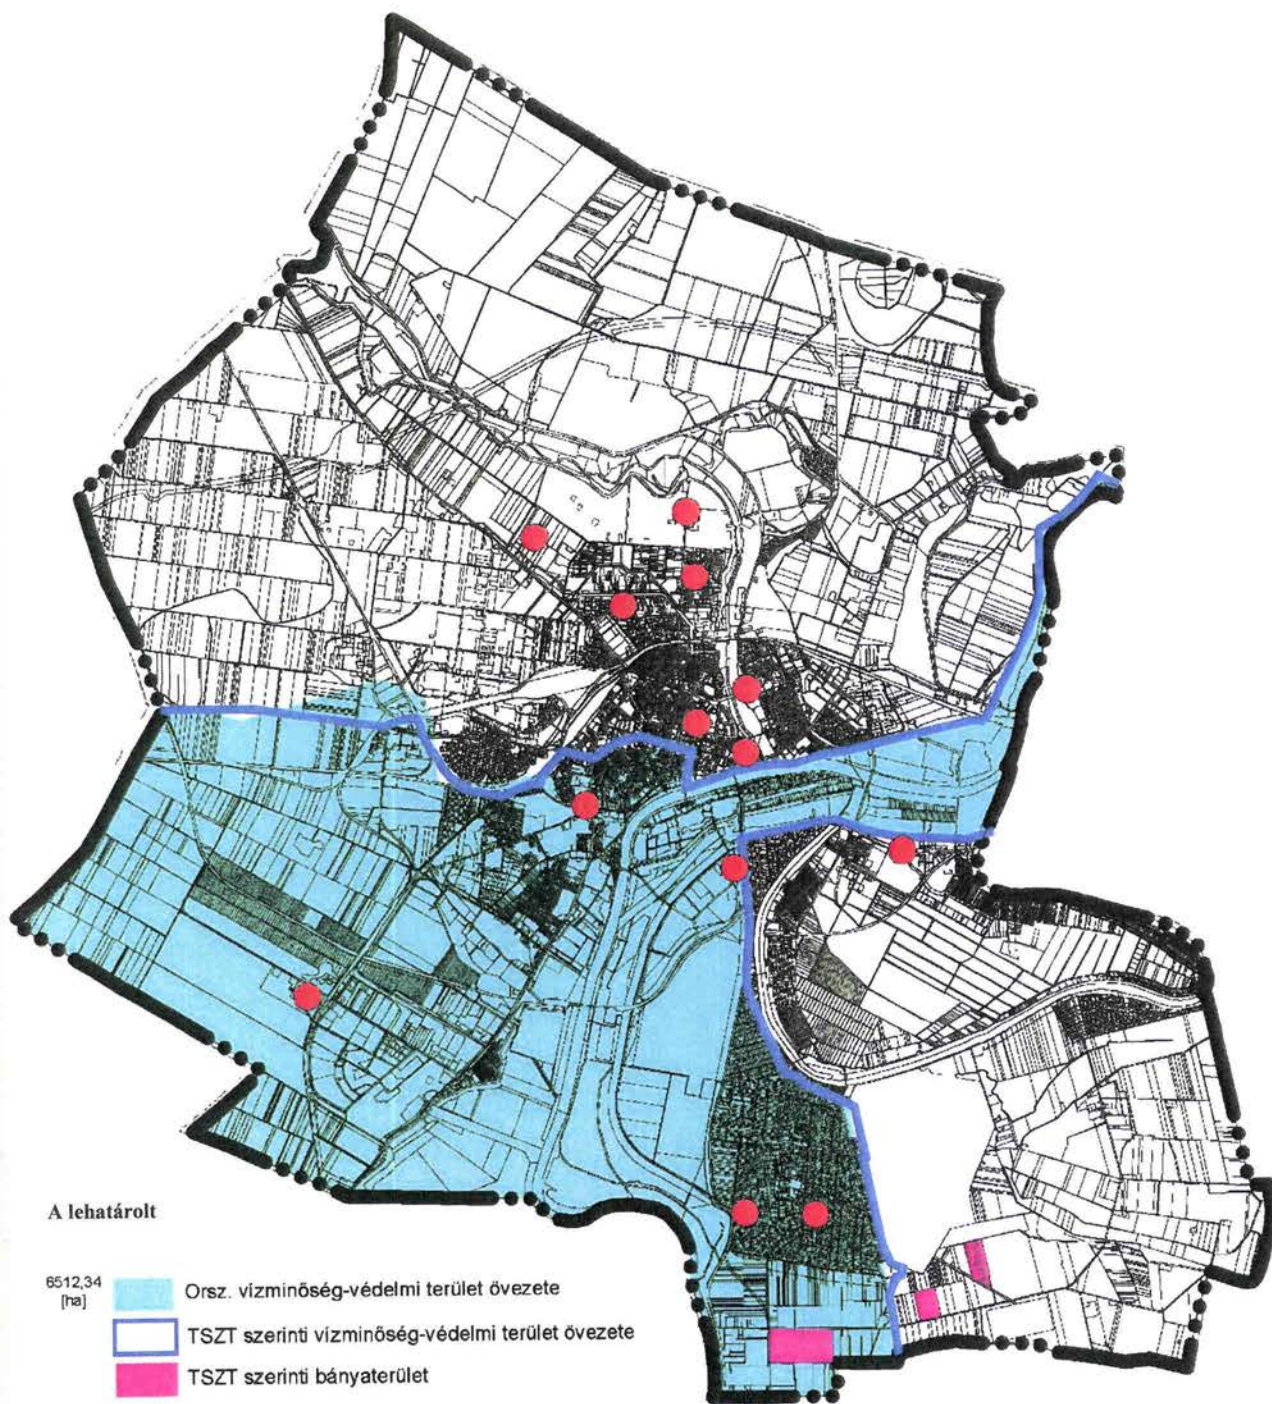 A lehatárolt
6512,34
[ha]
Orsz. vízminőség-védelmi terület övezete
TSZT szerinti vízminőség-védelmi terület övezete
TSZT szerinti bányaterület